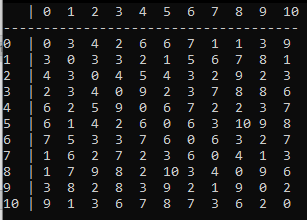 | 0 1 2 3 4 5 6 7 8 9 10
-----------------------------------
0 | 0 3 4 2 6 6 7 1 1 3 9
1 | 3 0 3 3 2 1 5 6 7 8 1
2 | 4 3 0 4 5 4 3 2 9 2 3
3 | 2 3 4 0 9 2 3 7 8 8 6
4 | 6 2 5 9 0 6 7 2 2 3 7
5 | 6 1 4 2 6 0 6 3 10 9 8
6 | 7 5 3 3 7 6 0 6 3 2 7
7 | 1 6 2 7 2 3 6 0 4 1 3
8 | 1 7 9 8 2 10 3 4 0 9 6
9 | 3 8 2 8 3 9 2 1 9 0 2
10 | 9 1 3 6 7 8 7 3 6 2 0